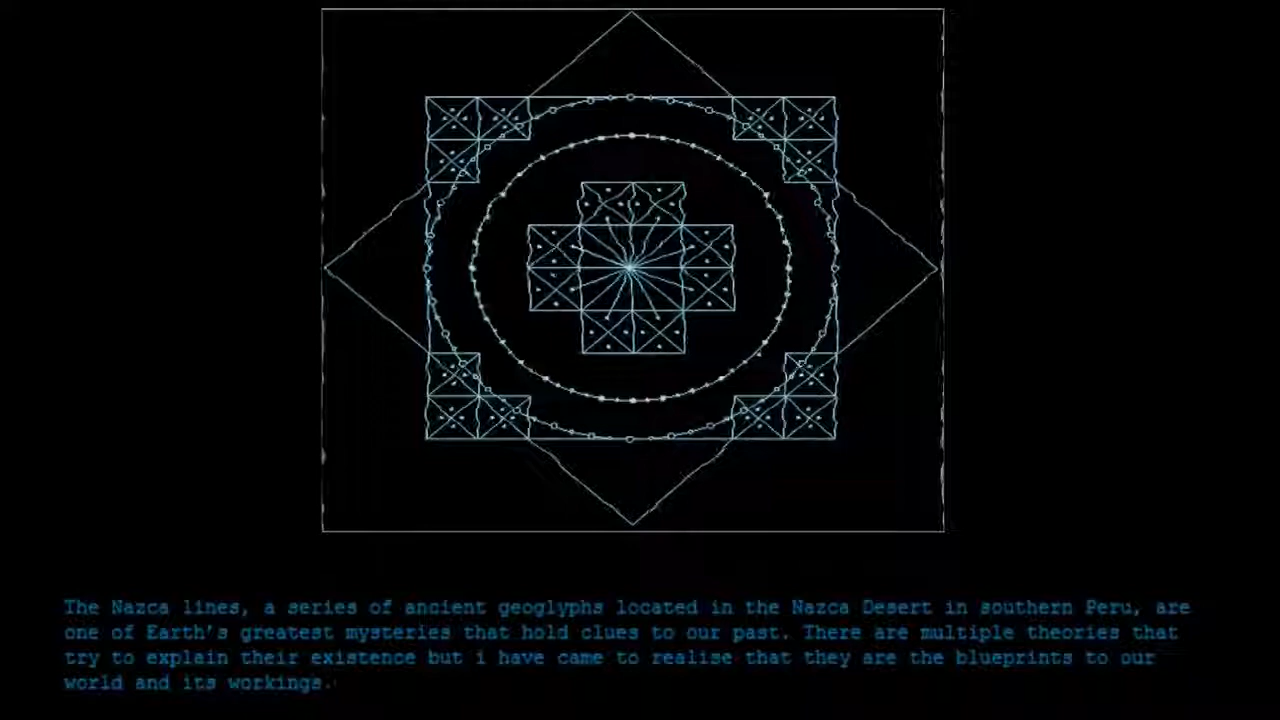 The Nazca lines, a series of ancient geoglyphs located in the Nazca Desert in southern Peru, are
one of Earth's greatest mysteries that hold clues to our past. There are multiple theories that
try to explain their existence but i have came to realise that they are the blueprints to our
world and its workings.